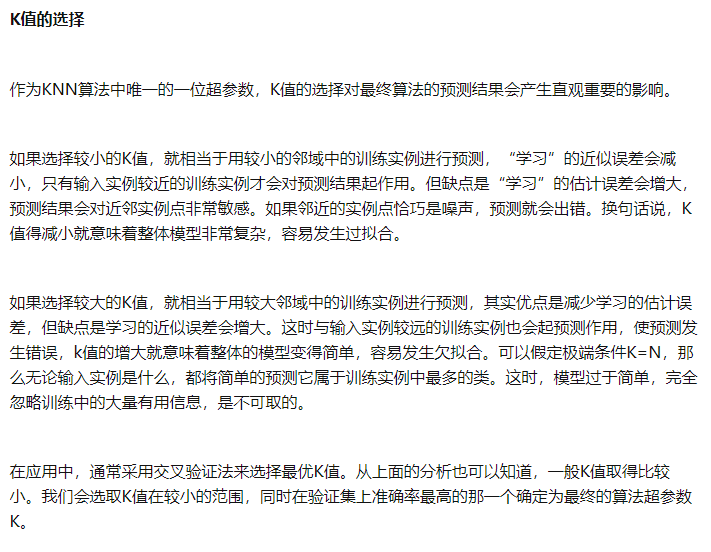 K值的选择
作为KNN算法中唯一的一位超参数，K值的选择对最终算法的预测结果会产生直观重要的影响。
如果选择较小的K值，就相当于用较小的邻域中的训练实例进行预测，“学习”的近似误差会减
小，只有输入实例较近的训练实例才会对预测结果起作用。但缺点是“学习”的估计误差会增大，
预测结果会对近邻实例点非常敏感。如果邻近的实例点恰巧是噪声，预测就会出错。换句话说，K
值得减小就意味着整体模型非常复杂，容易发生过拟合。
如果选择较大的K值，就相当于用较大邻域中的训练实例进行预测，其实优点是减少学习的估计误
差，但缺点是学习的近似误差会增大。这时与输入实例较远的训练实例也会起预测作用，使预测发
生错误，k值的增大就意味着整体的模型变得简单，容易发生欠拟合。可以假定极端条件K=N，那
么无论输入实例是什么，都将简单的预测它属于训练实例中最多的类。这时，模型过于简单，完全
忽略训练中的大量有用信息，是不可取的。
在应用中，通常采用交叉验证法来选择最优K值。从上面的分析也可以知道，一般K值取得比较
小。我们会选取K值在较小的范围，同时在验证集上准确率最高的那一个确定为最终的算法超参数
K。